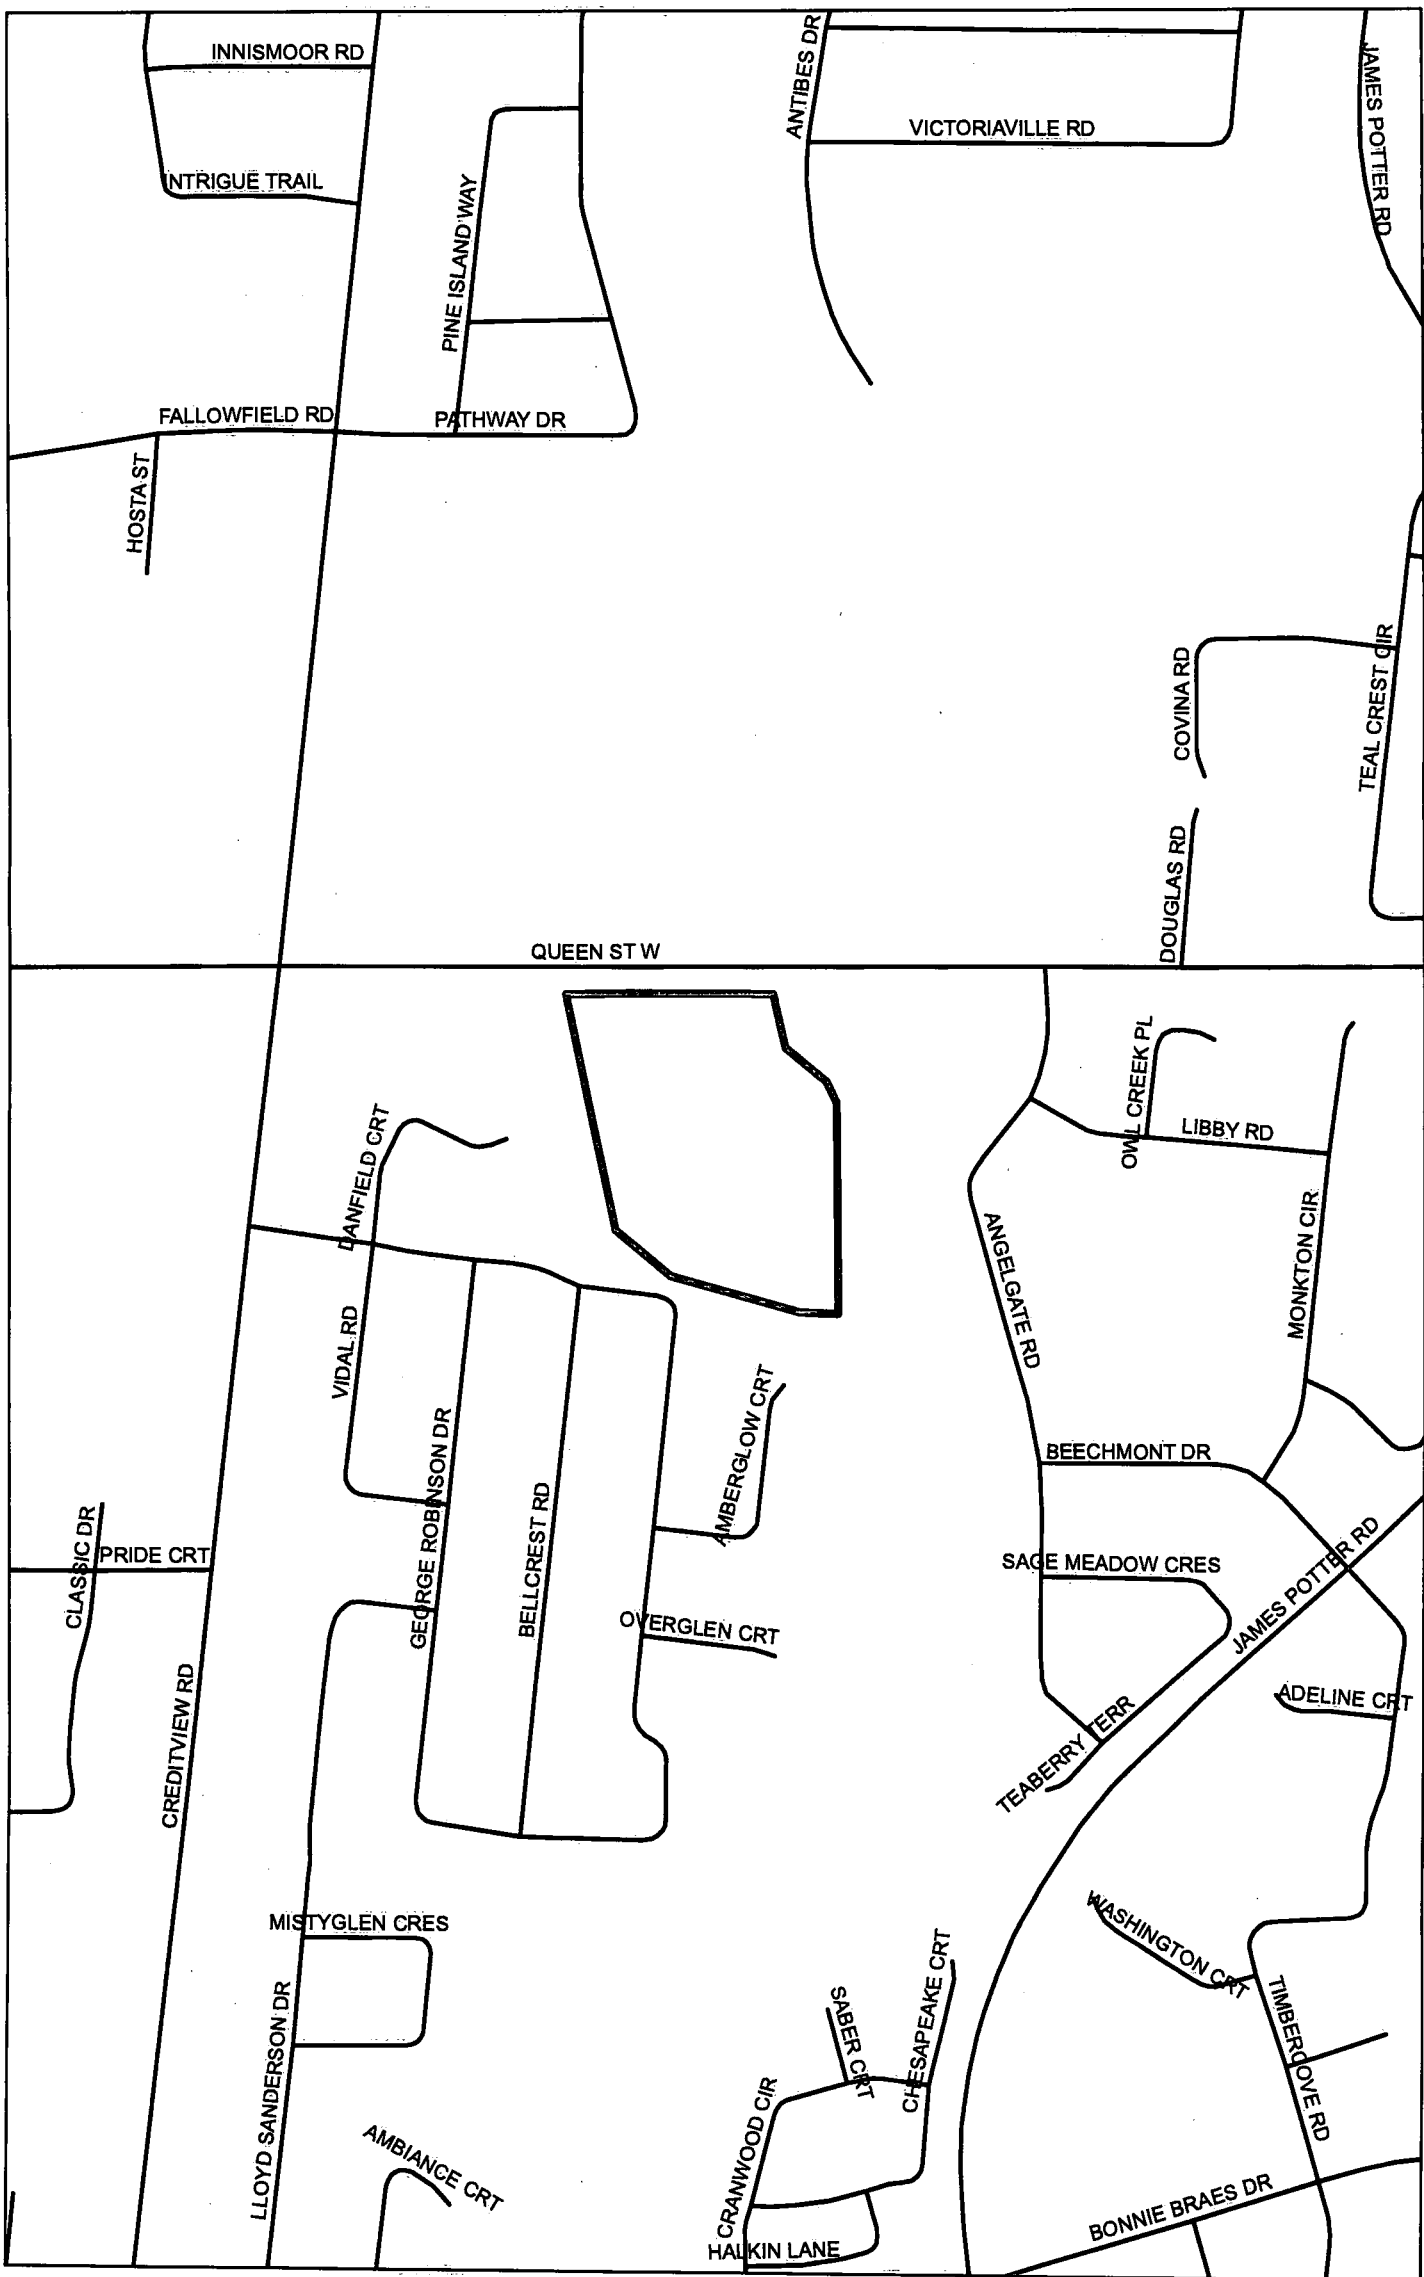 INNISMOOR RD
ANTIBES DR
JAMES POTTER RD
VICTORIAVILLE RD
INTRIGUE TRAIL
PINE ISLAND WAY
FALLOWFIELD RD
PATHWAY DR
HOSTA ST
COVINA RD
TEAL CREST CIR
DOUGLAS RD
QUEEN ST W
OWL CREEK PL
LIBBY RD
DANFIELD CRT
MONKTON CIR
ANGELGATE RD
VIDAL RD
AMBERGLOW CRT
GEORGE ROBINSON DR
BEECHMONT DR
BELLCREST RD
CLASSIC DR
PRIDE CRT
SAGE MEADOW CRES
JAMES POTTER RD
OVERGLEN CRT
CREDITVIEW RD
ADELINE CRT
TEABERRY TERR
WASHINGTON CRT
MISTYGLEN CRES
CHESAPEAKE CRT
SABER CRT
TIMBERCOVE RD
LLOYD SANDERSON DR
CRANWOOD CIR
AMBIANCE CRT
BONNIE BRAES DR
HALKIN LANE